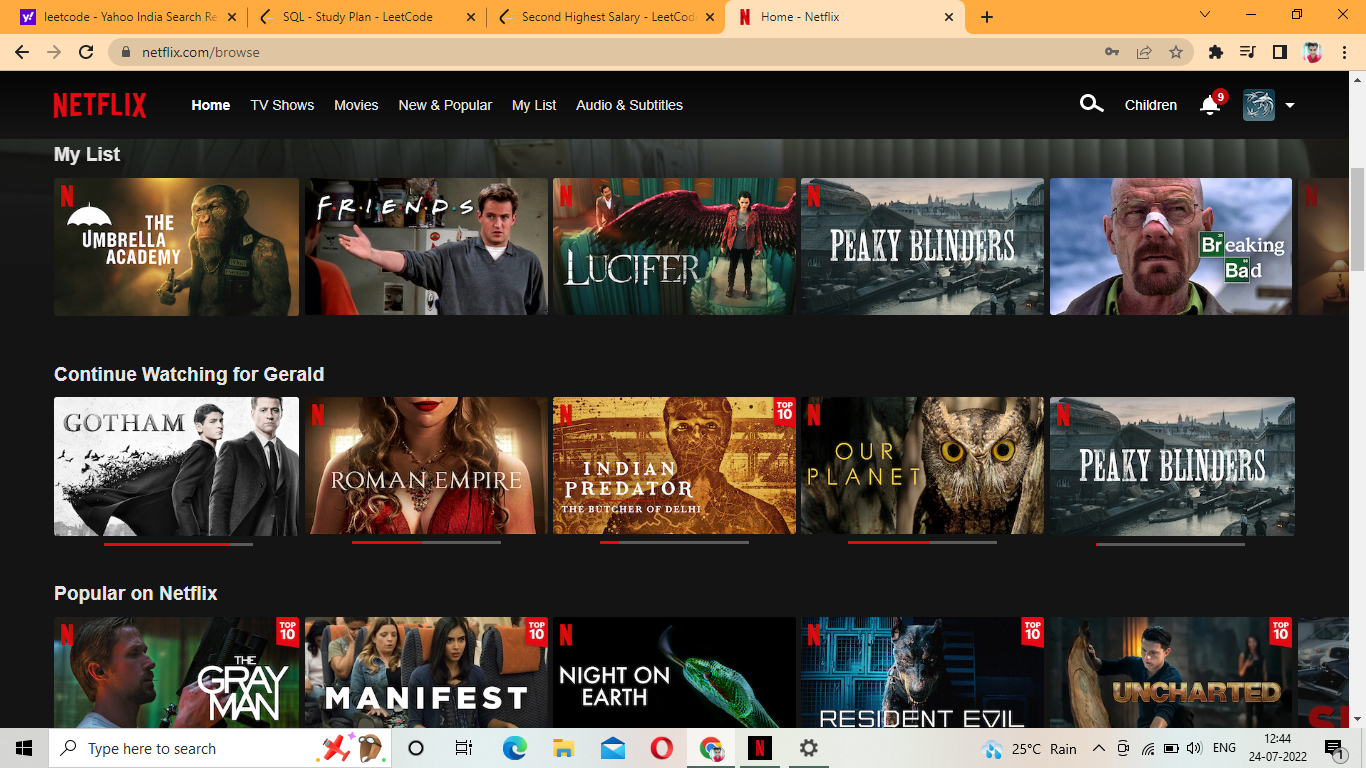 leetcode - Yahoo India Search Re
SQL - Study Plan - LeetCode
Second Highest Salary - LeetCod
Home - Netflix
netflix.com/browse
NETFLIX
Home
TV Shows
Movies
New & Popular
My List
Audio & Subtitles
Children
9
My List
N
THE
UMBRELLA
ACADEMY
F·R·I·E·N·D·S
N
LUCIFER
N
PEAKY BLINDERS
Breaking
Bad
N
Continue Watching for Gerald
GOTHAM
N
ROMAN EMPIRE
N
TOP
10
INDIAN
PREDATOR
THE BUTCHER OF DELHI
N
OUR
PLANET
N
PEAKY BLINDERS
Popular on Netflix
N
TOP
10
THE
GRAY
MAN
TOP
10
MANIFEST
N
NIGHT ON
EARTH
N
TOP
10
RESIDENT EVIL
TOP
10
UNCHARTED
Type here to search
N
25°C Rain
ENG
12:44
24-07-2022
1